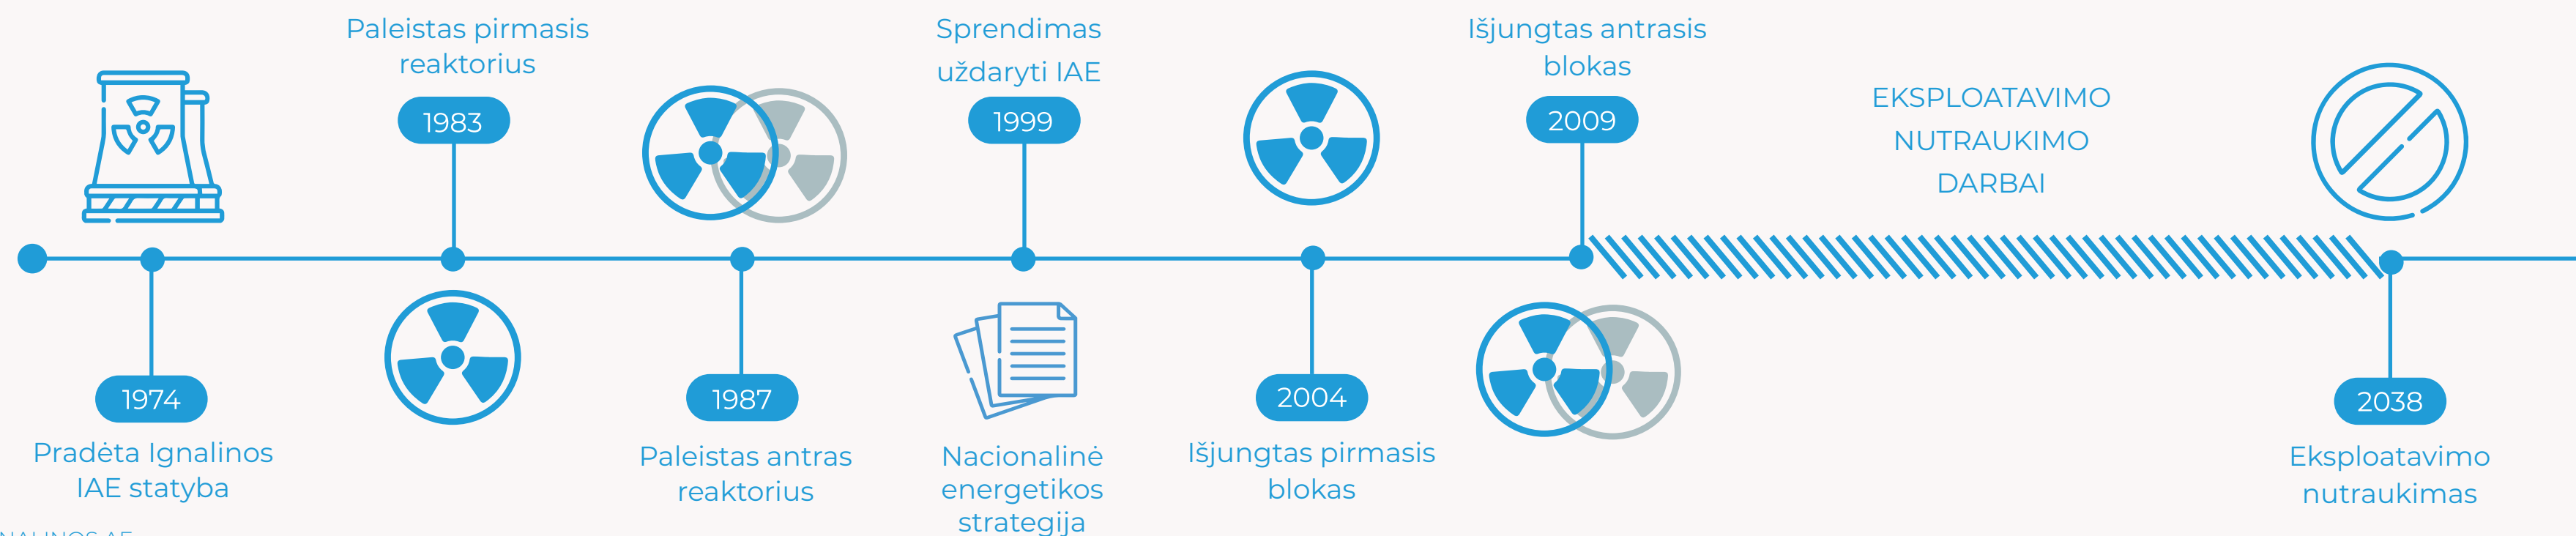 Paleistas pirmasis
reaktorius
1983
Sprendimas
uždaryti IAE
1999
Išjungtas antrasis
blokas
2009
EKSPLOATAVIMO
NUTRAUKIMO
DARBAI
1974
Pradėta Ignalinos
IAE statyba
1987
Paleistas antras
reaktorius
Nacionalinė
energetikos
strategija
2004
Išjungtas pirmasis
blokas
2038
Eksploatavimo
nutraukimas